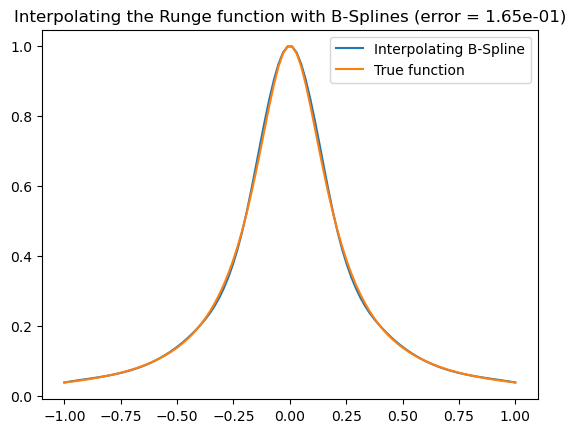 Interpolating the Runge function with B-Splines (error = 1.65e-01)
Interpolating B-Spline
True function
1.0
0.8
0.6
0.4
0.2
0.0
−1.00 −0.75 −0.50 −0.25 0.00 0.25 0.50 0.75 1.00